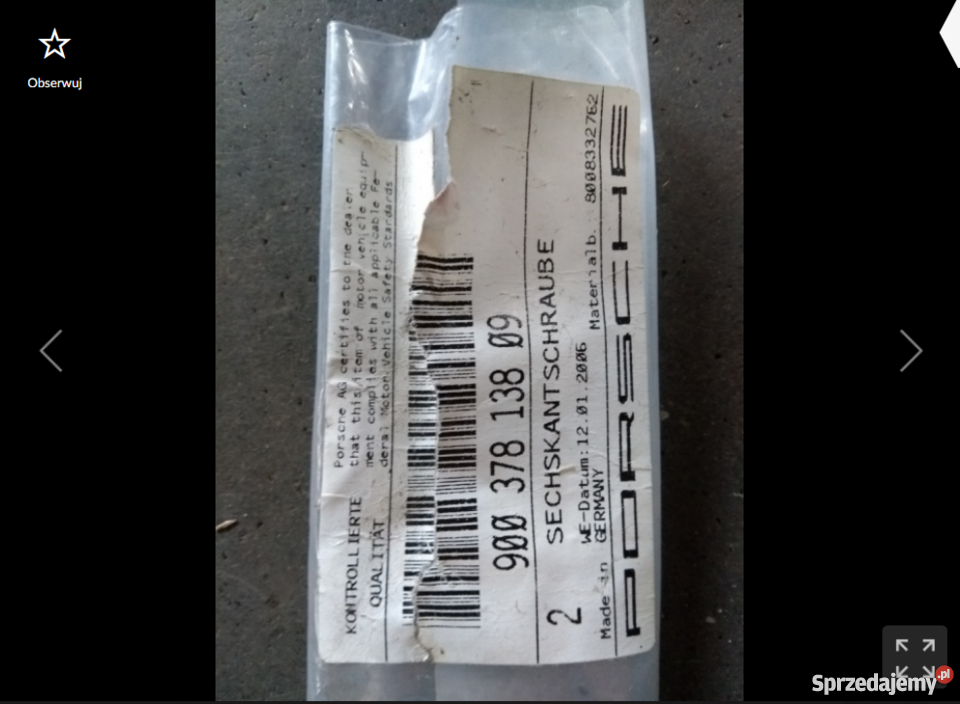 Obserwuj
KONTROLLIERTE
QUALITÄT
Porsche AG certifies to the dealer
that this item of motor vehicle equip-
ment complies with all applicable Fe-
deral Motor Vehicle Safety Standards
900 378 138 09
2 SECHSKANTSCHRAUBE
WE-Datum:12.01.2006
Made in GERMANY Materialb. 8008332762
PORSCHE
Sprzedajemy.pl